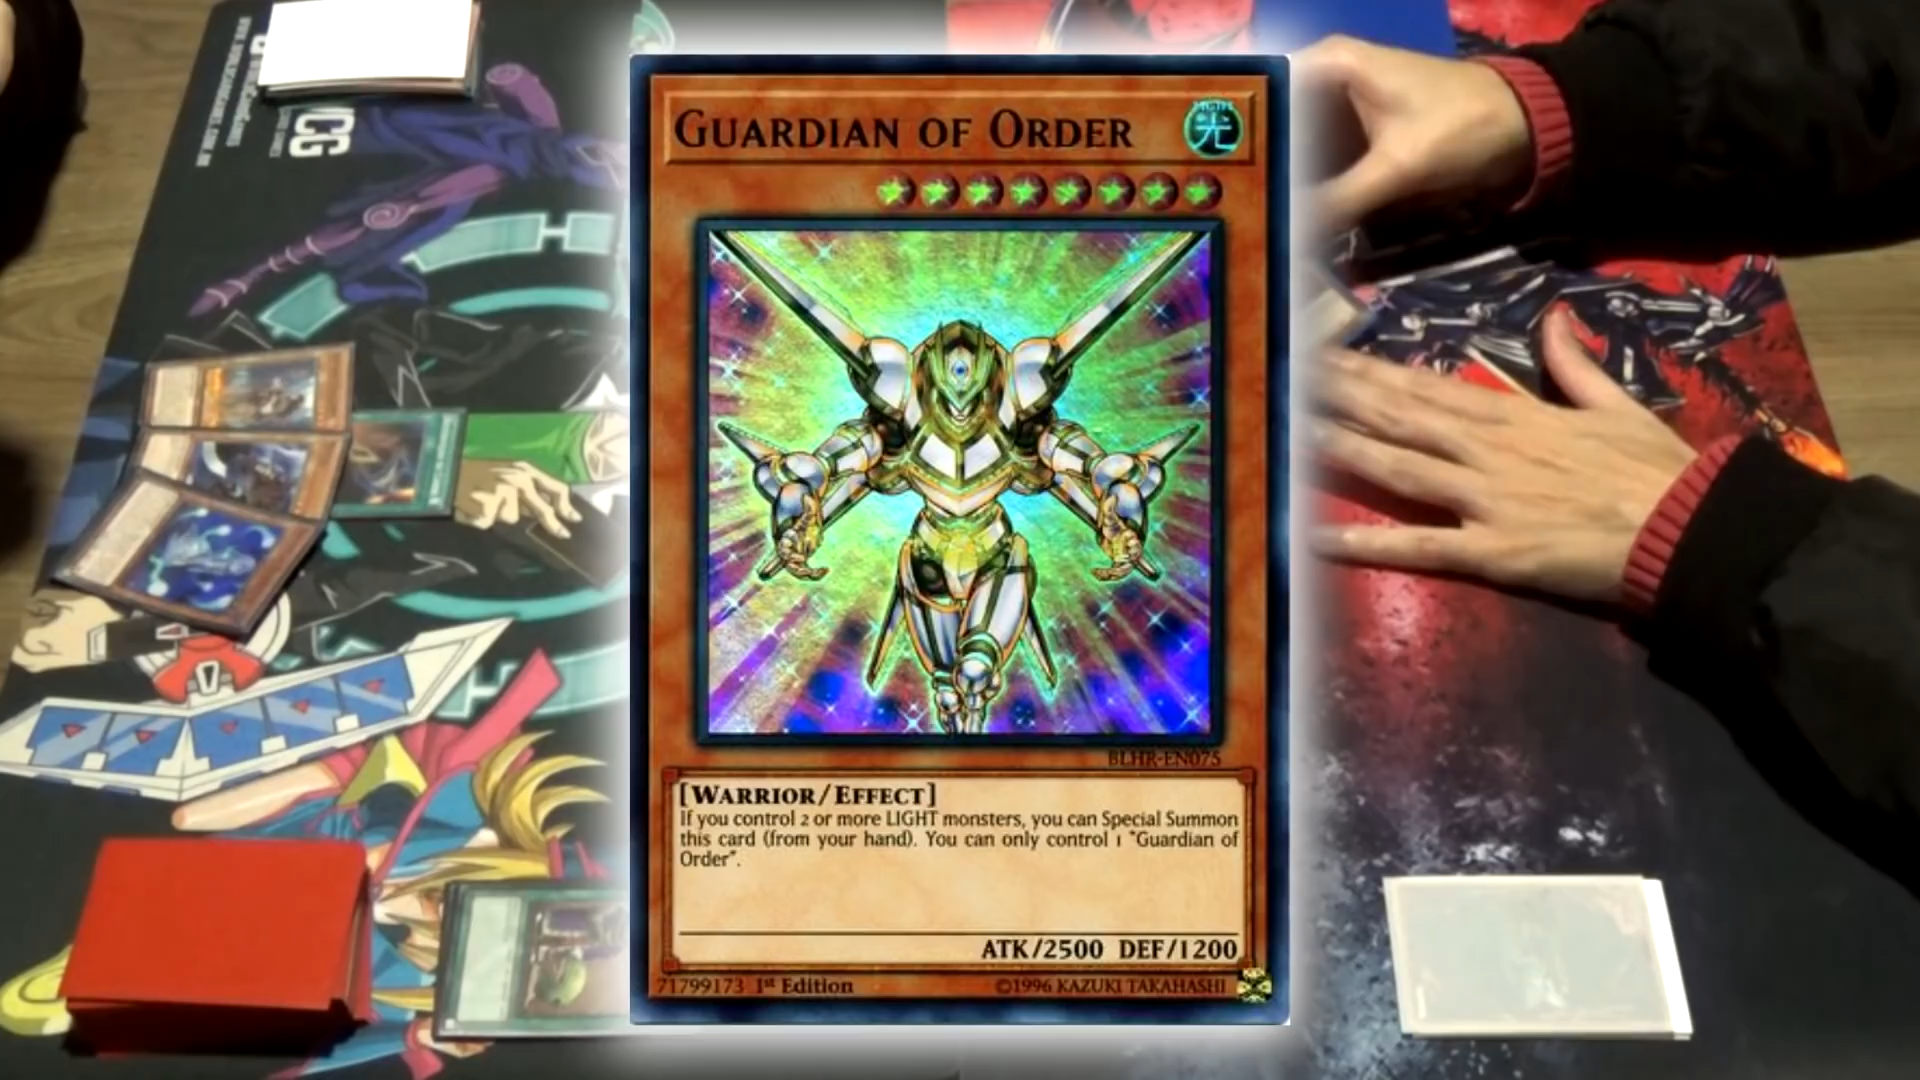 GUARDIAN OF ORDER
光
BLHR-EN075
[WARRIOR/EFFECT]
If you control 2 or more LIGHT monsters, you can Special Summon
this card (from your hand). You can only control 1 "Guardian of
Order".
ATK/2500 DEF/1200
71799173 1st Edition
©1996 KAZUKI TAKAHASHI